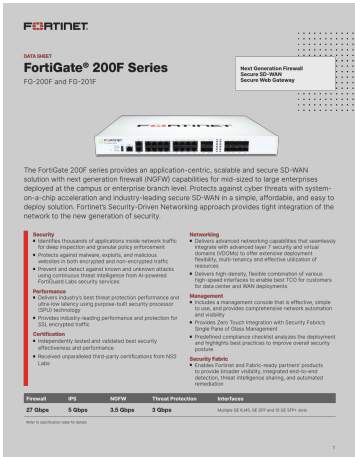 FORTINET
DATA SHEET
FortiGate® 200F Series
FG-200F and FG-201F
Next Generation Firewall
Secure SD-WAN
Secure Web Gateway
The FortiGate 200F series provides an application-centric, scalable and secure SD-WAN
solution with next generation firewall (NGFW) capabilities for mid-sized to large enterprises
deployed at the campus or enterprise branch level. Protects against cyber threats with system-
on-a-chip acceleration and industry-leading secure SD-WAN in a simple, affordable, and easy to
deploy solution. Fortinet's Security-Driven Networking approach provides tight integration of the
network to the new generation of security.
Security
■ Identifies thousands of applications inside network traffic
for deep inspection and granular policy enforcement
■ Protects against malware, exploits, and malicious
websites in both encrypted and non-encrypted traffic
■ Prevent and detect against known and unknown attacks
using continuous threat intelligence from AI-powered
FortiGuard Labs security services
Performance
■ Delivers industry's best threat protection performance and
ultra-low latency using purpose-built security processor
(SPU) technology
■ Provides industry-leading performance and protection for
SSL encrypted traffic
Certification
■ Independently tested and validated best security
effectiveness and performance
■ Received unparalleled third-party certifications from NSS
Labs
Networking
■ Delivers advanced networking capabilities that seamlessly
integrate with advanced layer 7 security and virtual
domains (VDOMs) to offer extensive deployment
flexibility, multi-tenancy and effective utilization of
resources
■ Delivers high-density, flexible combination of various
high-speed interfaces to enable best TCO for customers
for data center and WAN deployments
Management
■ Includes a management console that is effective, simple
to use, and provides comprehensive network automation
and visibility
■ Provides Zero Touch Integration with Security Fabric's
Single Pane of Glass Management
■ Predefined compliance checklist analyzes the deployment
and highlights best practices to improve overall security
posture
Security Fabric
■ Enables Fortinet and Fabric-ready partners' products
to provide broader visibility, integrated end-to-end
detection, threat intelligence sharing, and automated
remediation
Firewall IPS NGFW Threat Protection Interfaces
27 Gbps 5 Gbps 3.5 Gbps 3 Gbps Multiple GE RJ45, GE SFP and 10 GE SFP+ slots
Refer to specification table for details
1